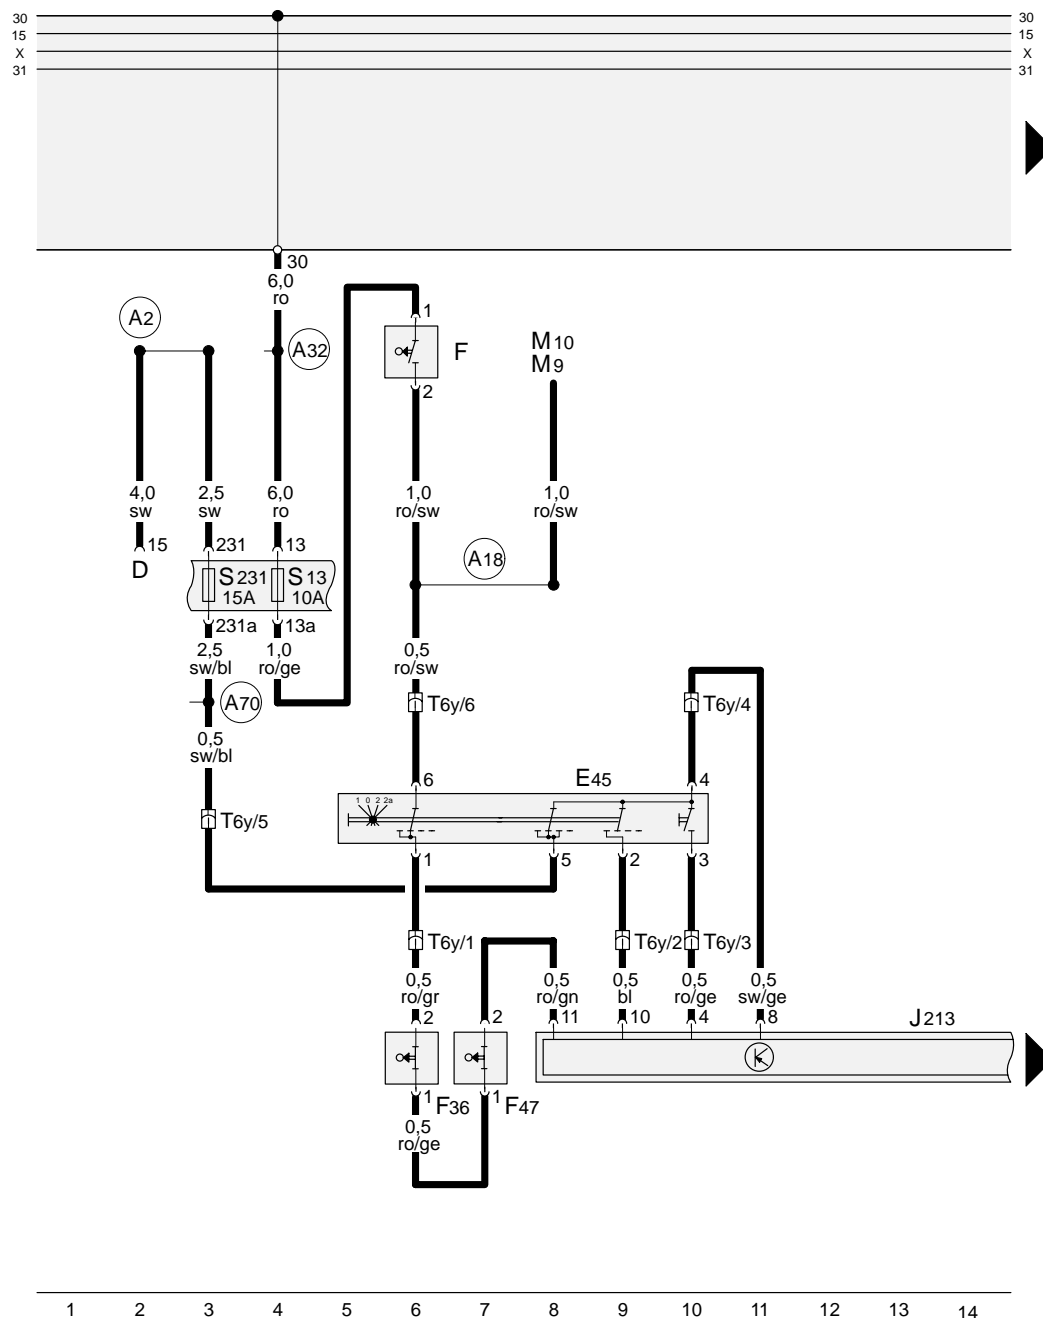 30 30
15 15
X X
31 31
30
6,0
ro
A2
A32
1
F
2
M10
M9
4,0 2,5 6,0 1,0 1,0
sw sw ro ro/sw ro/sw
15 231 13
D
A18
S231 S13
15A 10A
231a 13a
2,5 1,0 0,5
sw/bl ro/ge ro/sw
A70
T6y/6 T6y/4
0,5
sw/bl
6 E45 4
1 0 2 2a
T6y/5
1 5 2 3
T6y/1 T6y/2 T6y/3
0,5 0,5 0,5 0,5 0,5
ro/gr ro/gn bl ro/ge sw/ge
2 2 11 10 4 8 J213
1 F36 1 F47
0,5
ro/ge
1 2 3 4 5 6 7 8 9 10 11 12 13 14